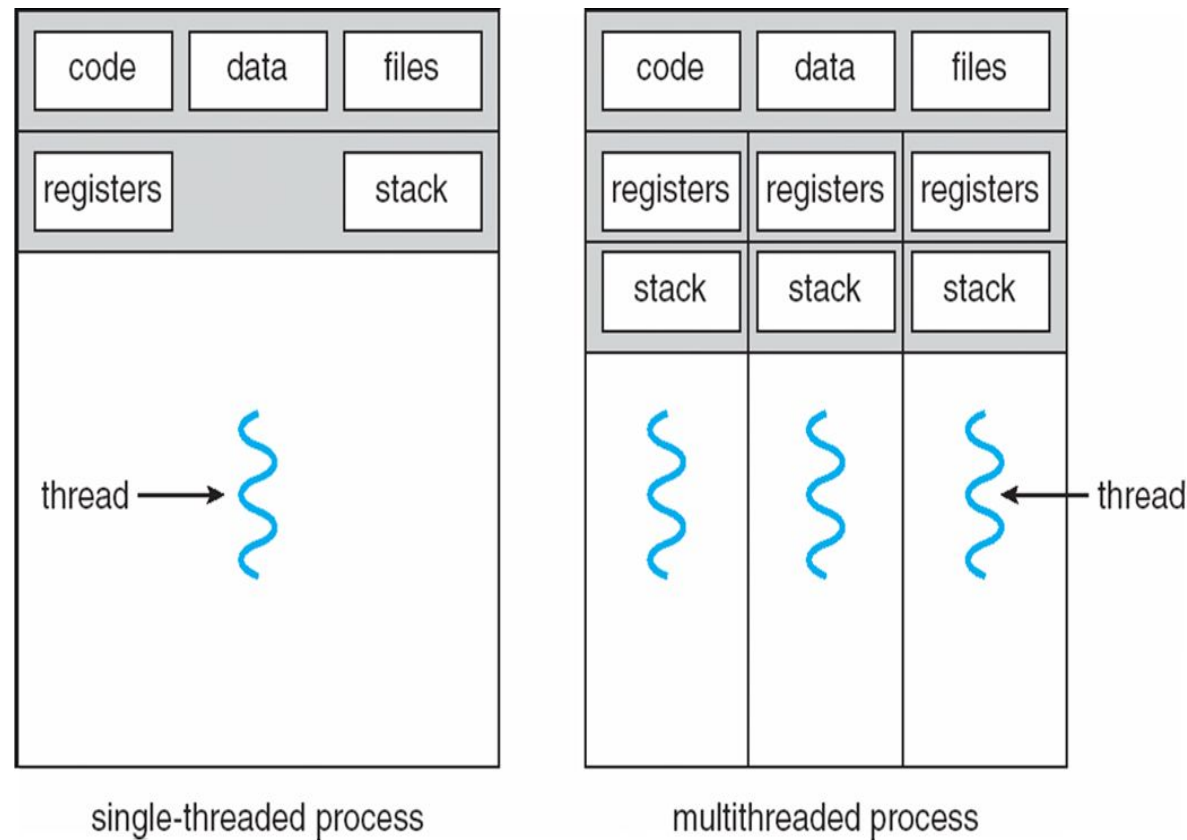 code data files code data files
registers stack registers registers registers
stack stack stack
thread thread
single-threaded process multithreaded process